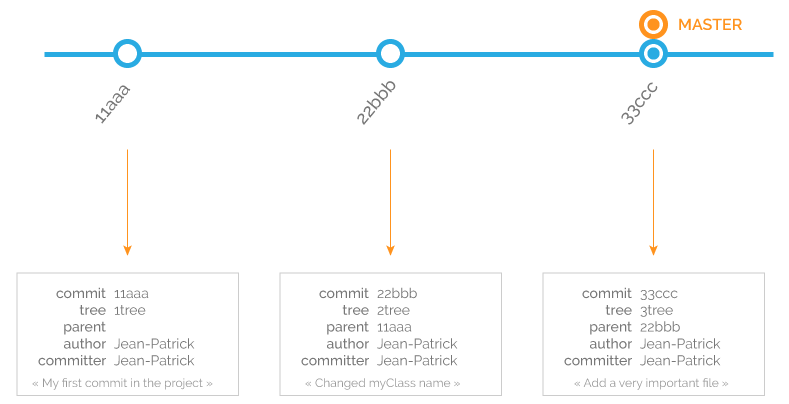 MASTER
11aaa
22bbb
33ccc
commit 11aaa
tree 1tree
parent
author Jean-Patrick
committer Jean-Patrick
« My first commit in the project »
commit 22bbb
tree 2tree
parent 11aaa
author Jean-Patrick
committer Jean-Patrick
« Changed myClass name »
commit 33ccc
tree 3tree
parent 22bbb
author Jean-Patrick
committer Jean-Patrick
« Add a very important file »